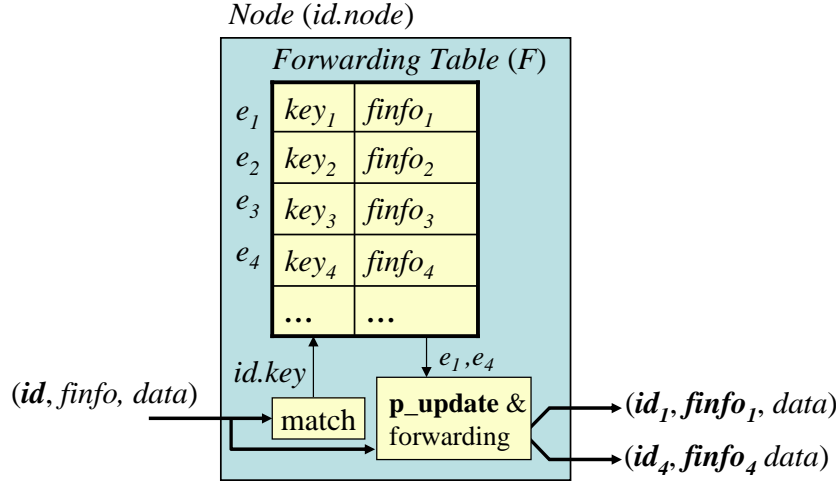 Node (id.node)
Forwarding Table (F)
e1 key1 finfo1
e2 key2 finfo2
e3 key3 finfo3
e4 key4 finfo4
... ...
id.key
e1 ,e4
(id, finfo, data)
match
p_update &
forwarding
(id1, finfo1, data)
(id4, finfo4 data)